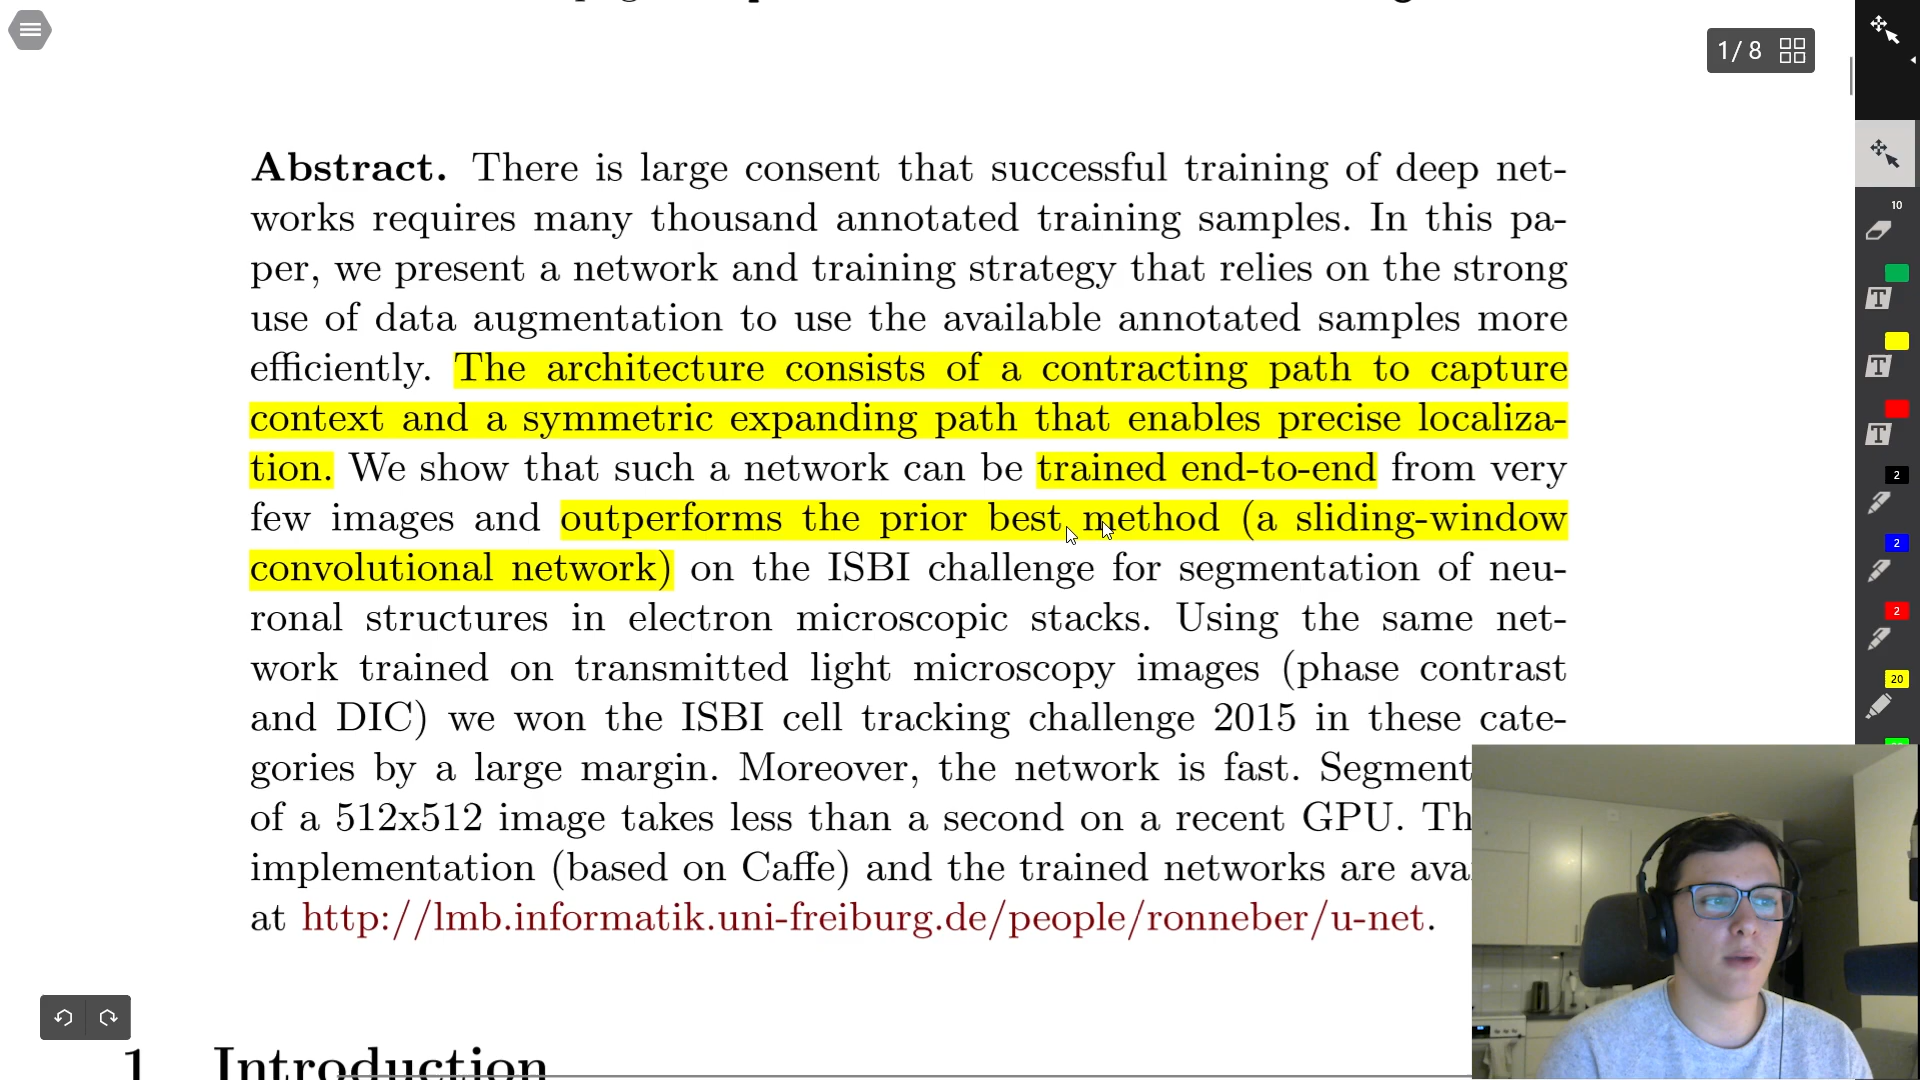 1/ 8
Abstract. There is large consent that successful training of deep net-
works requires many thousand annotated training samples. In this pa-
per, we present a network and training strategy that relies on the strong
use of data augmentation to use the available annotated samples more
efficiently. The architecture consists of a contracting path to capture
context and a symmetric expanding path that enables precise localiza-
tion. We show that such a network can be trained end-to-end from very
few images and outperforms the prior best method (a sliding-window
convolutional network) on the ISBI challenge for segmentation of neu-
ronal structures in electron microscopic stacks. Using the same net-
work trained on transmitted light microscopy images (phase contrast
and DIC) we won the ISBI cell tracking challenge 2015 in these cate-
gories by a large margin. Moreover, the network is fast. Segment
of a 512x512 image takes less than a second on a recent GPU. Th
implementation (based on Caffe) and the trained networks are ava
at http://lmb.informatik.uni-freiburg.de/people/ronneber/u-net.
1 Introduction
10
T
T
T
2
2
2
20